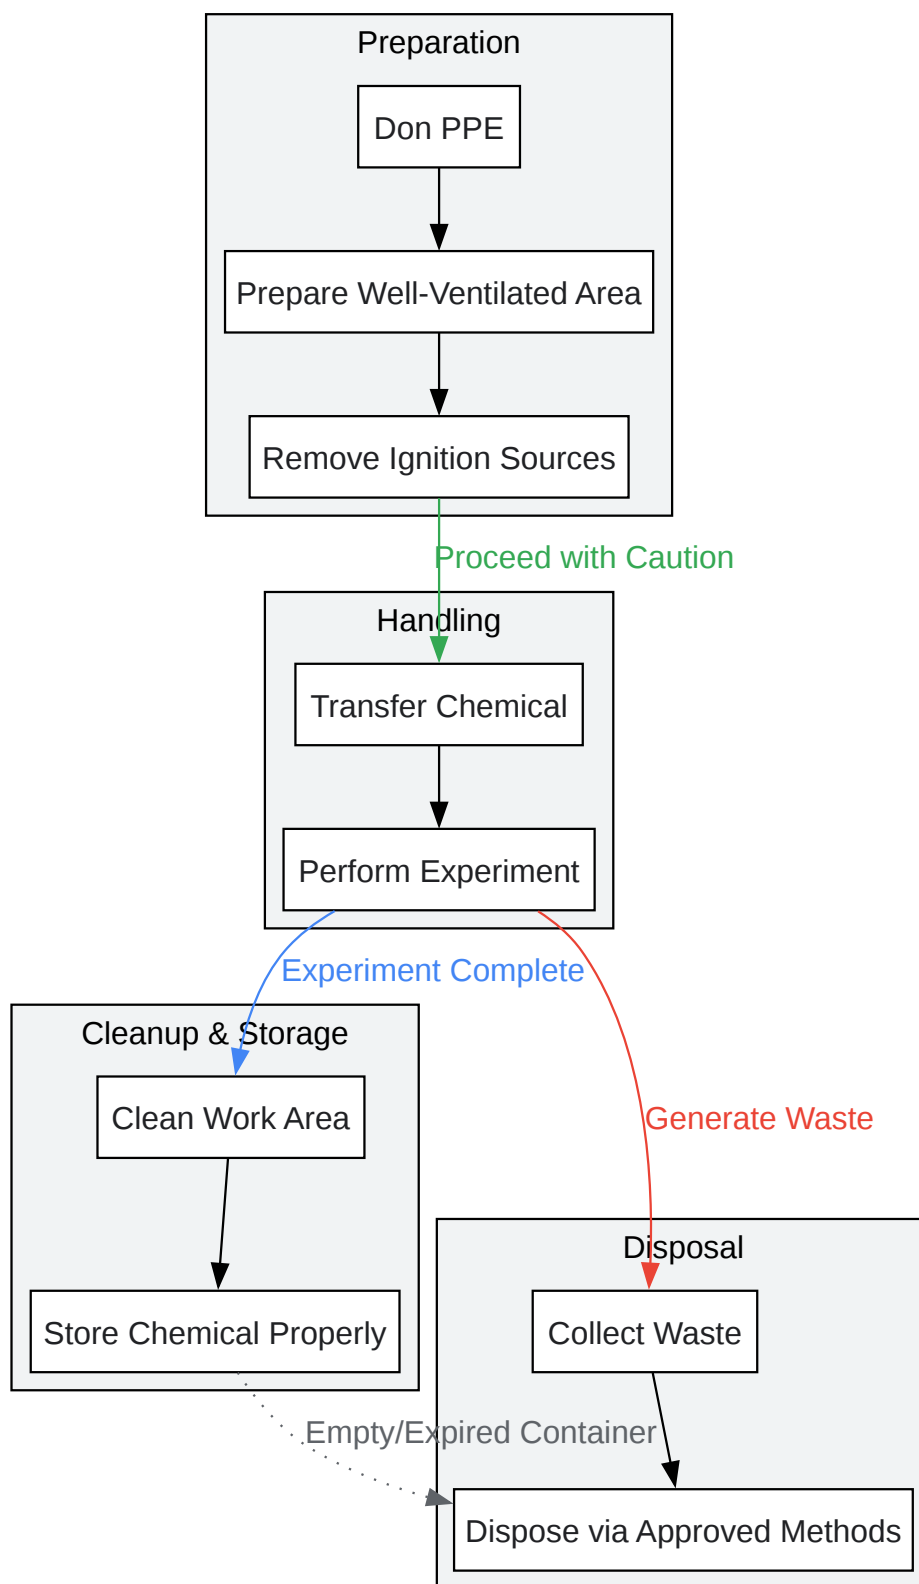 Preparation
Don PPE
Prepare Well-Ventilated Area
Remove Ignition Sources
Proceed with Caution
Handling
Transfer Chemical
Perform Experiment
Experiment Complete
Cleanup & Storage
Clean Work Area
Generate Waste
Disposal
Store Chemical Properly
Collect Waste
Empty/Expired Container
Dispose via Approved Methods